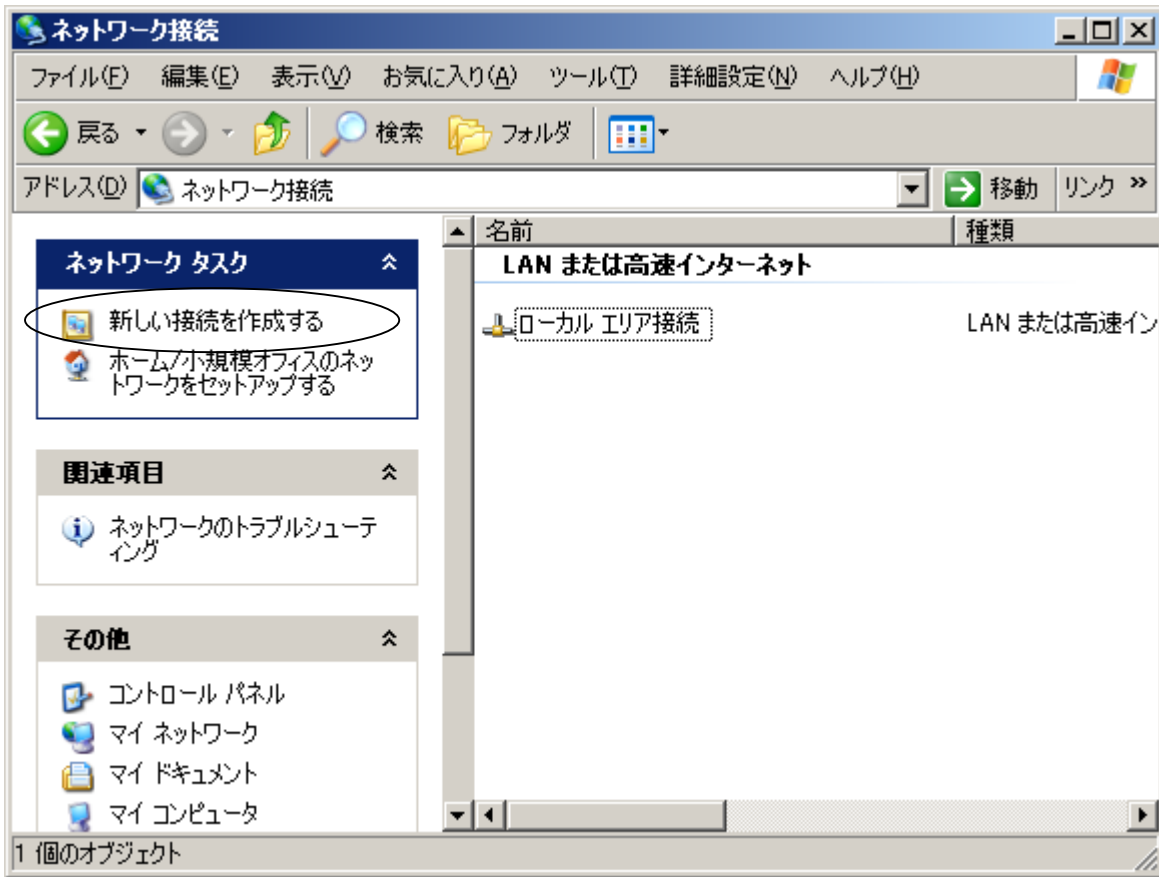 ネットワーク接続
ファイル(F) 編集(E) 表示(V) お気に入り(A) ツール(T) 詳細設定(N) ヘルプ(H)
戻る 検索 フォルダ
アドレス(D) ネットワーク接続 移動 リンク »
名前 種類
ネットワーク タスク
新しい接続を作成する
ホーム/小規模オフィスのネッ
トワークをセットアップする
関連項目
ネットワークのトラブルシューテ
ィング
その他
コントロール パネル
マイ ネットワーク
マイ ドキュメント
マイ コンピュータ
LAN または高速インターネット
ローカル エリア接続 LAN または高速イン
1 個のオブジェクト